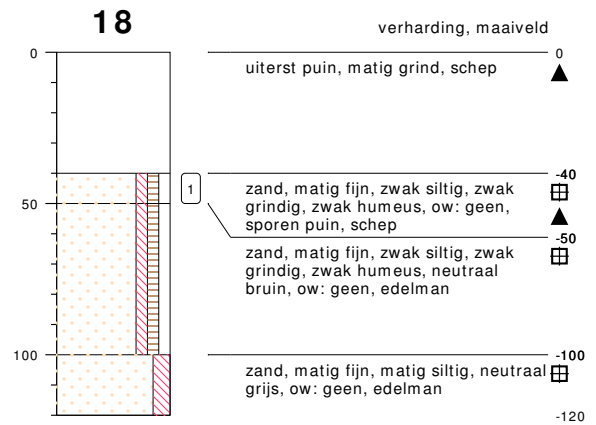 18
verharding, maaiveld
0
0
uiterst puin, matig grind, schep
-40
1
zand, matig fijn, zwak siltig, zwak
grindig, zwak humeus, ow: geen,
sporen puin, schep
50
-50
zand, matig fijn, zwak siltig, zwak
grindig, zwak humeus, neutraal
bruin, ow: geen, edelman
100
-100
zand, matig fijn, matig siltig, neutraal
grijs, ow: geen, edelman
-120